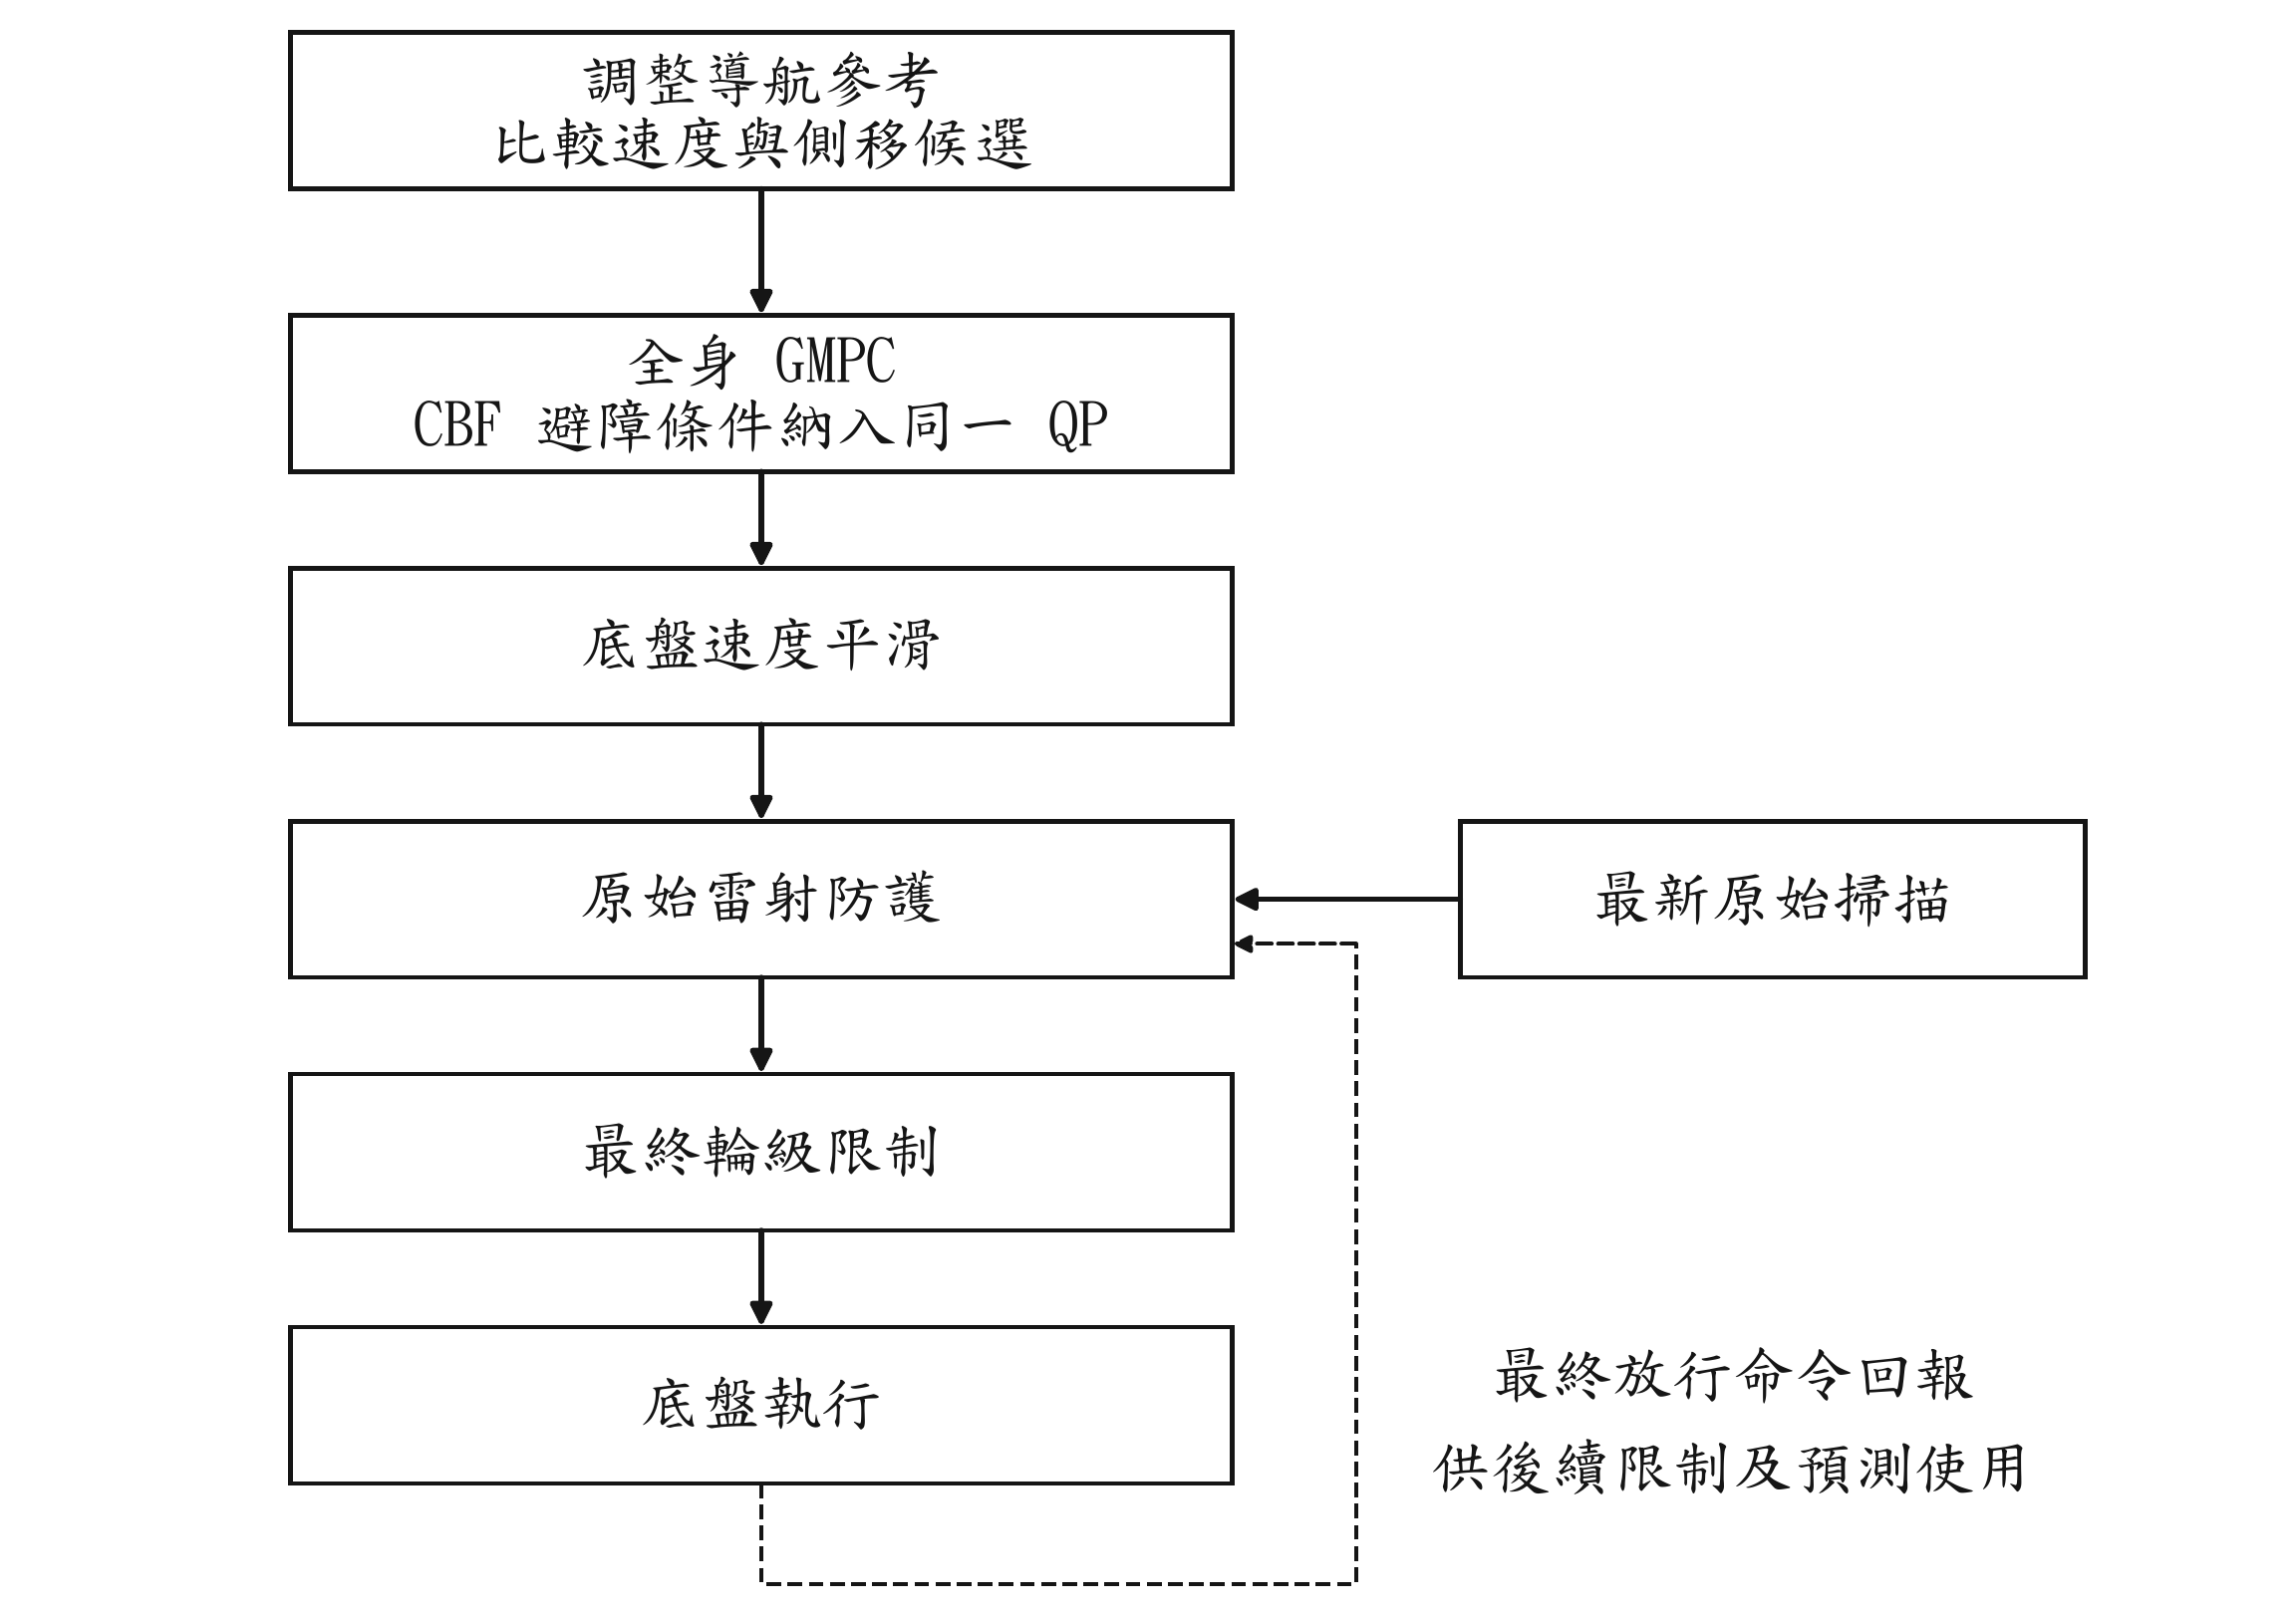 調整導航參考
比較速度與側移候選
全身 GMPC
CBF 避障條件納入同一 QP
底盤速度平滑
原始雷射防護
最新原始掃描
最終輪級限制
底盤執行
最終放行命令回報
供後續限制及預測使用